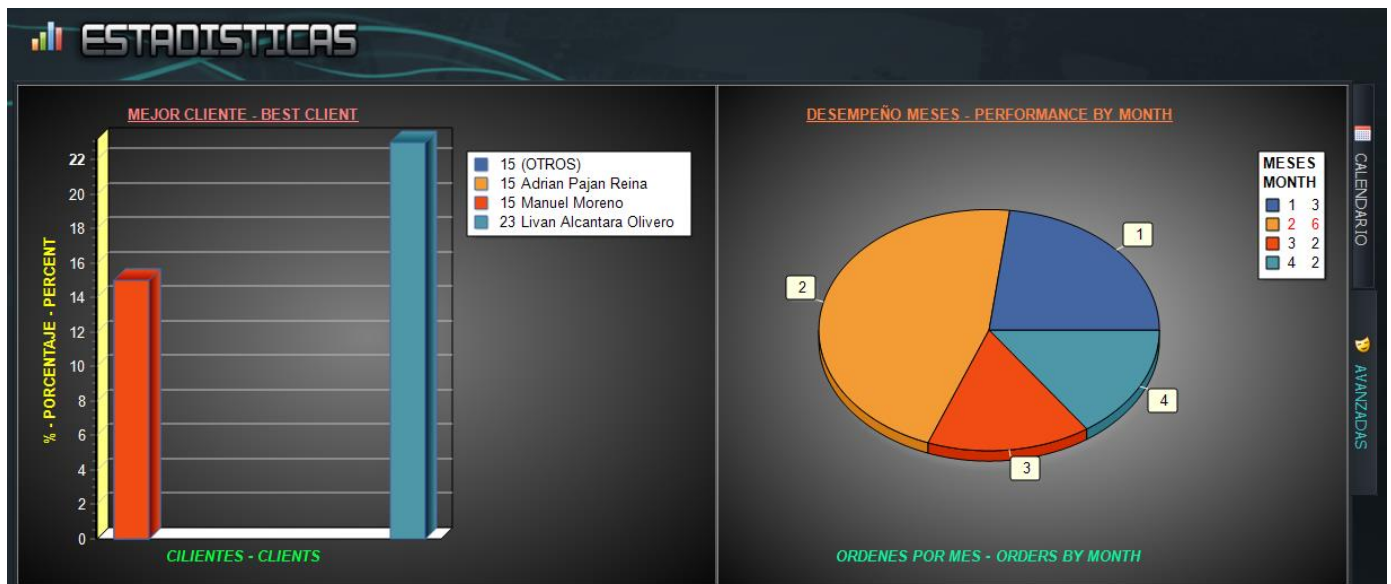 ESTADISTICAS
MEJOR CLIENTE - BEST CLIENT
22
20
18
16
14
12
10
8
6
4
2
0
% - PORCENTAJE - PERCENT
CILIENTES - CLIENTS
15 (OTROS)
15 Adrian Pajan Reina
15 Manuel Moreno
23 Livan Alcantara Olivero
DESEMPEÑO MESES - PERFORMANCE BY MONTH
1
2
3
4
MESES
MONTH
1 3
2 6
3 2
4 2
ORDENES POR MES - ORDERS BY MONTH
CALENDARIO
AVANZADAS